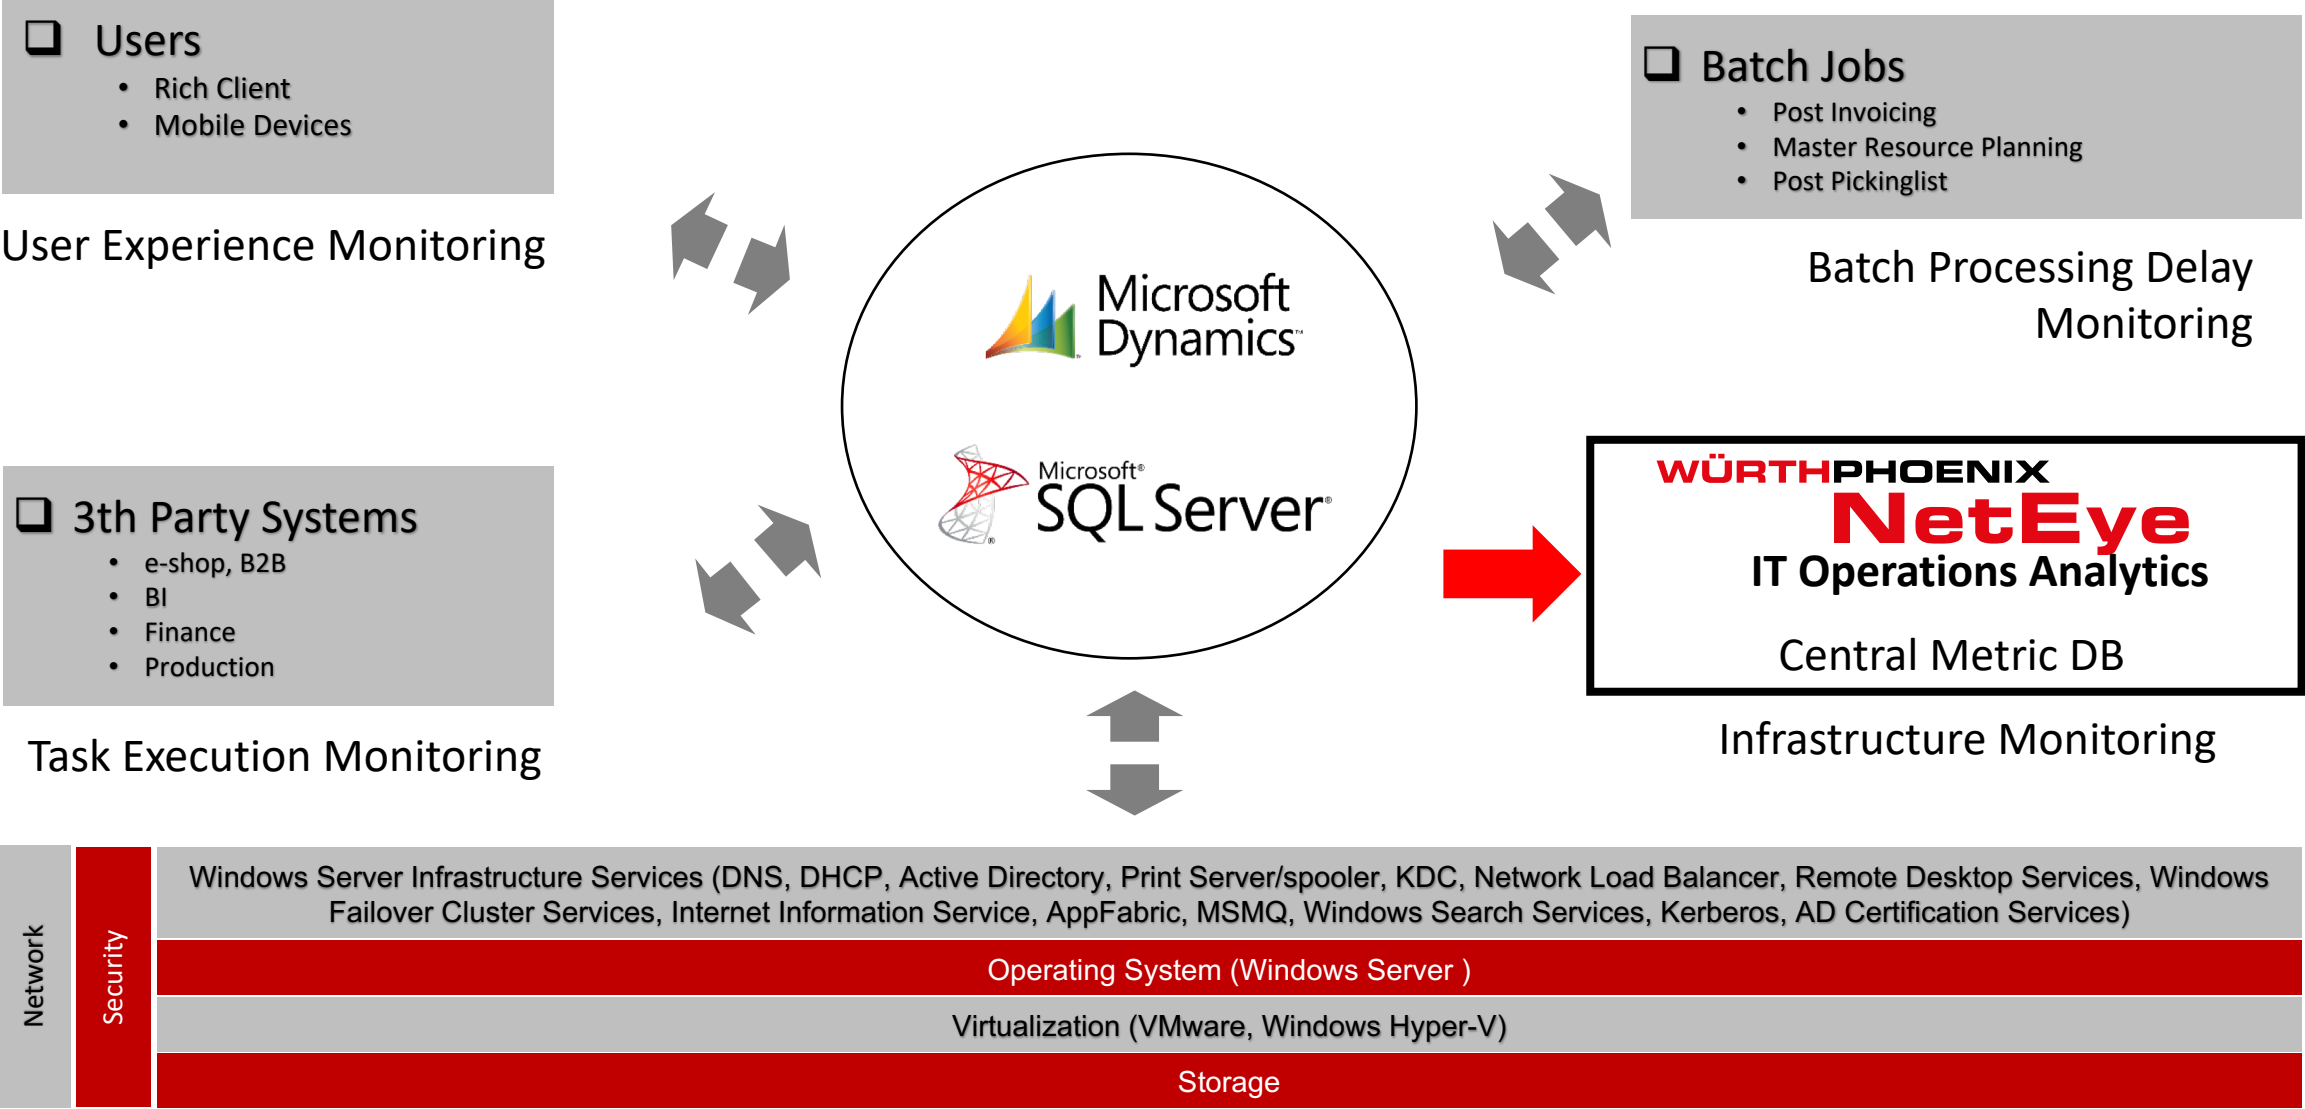 Users
• Rich Client
• Mobile Devices
User Experience Monitoring
Batch Jobs
• Post Invoicing
• Master Resource Planning
• Post Pickinglist
Batch Processing Delay
Monitoring
Microsoft
Dynamics™
Microsoft®
SQL Server®
3th Party Systems
• e-shop, B2B
• BI
• Finance
• Production
Task Execution Monitoring
WÜRTHPHOENIX
NetEye
IT Operations Analytics
Central Metric DB
Infrastructure Monitoring
Network
Security
Windows Server Infrastructure Services (DNS, DHCP, Active Directory, Print Server/spooler, KDC, Network Load Balancer, Remote Desktop Services, Windows
Failover Cluster Services, Internet Information Service, AppFabric, MSMQ, Windows Search Services, Kerberos, AD Certification Services)
Operating System (Windows Server )
Virtualization (VMware, Windows Hyper-V)
Storage